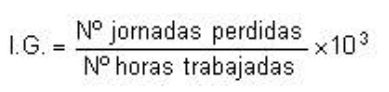 I.G. = Nº jornadas perdidas / Nº horas trabajadas ×10³